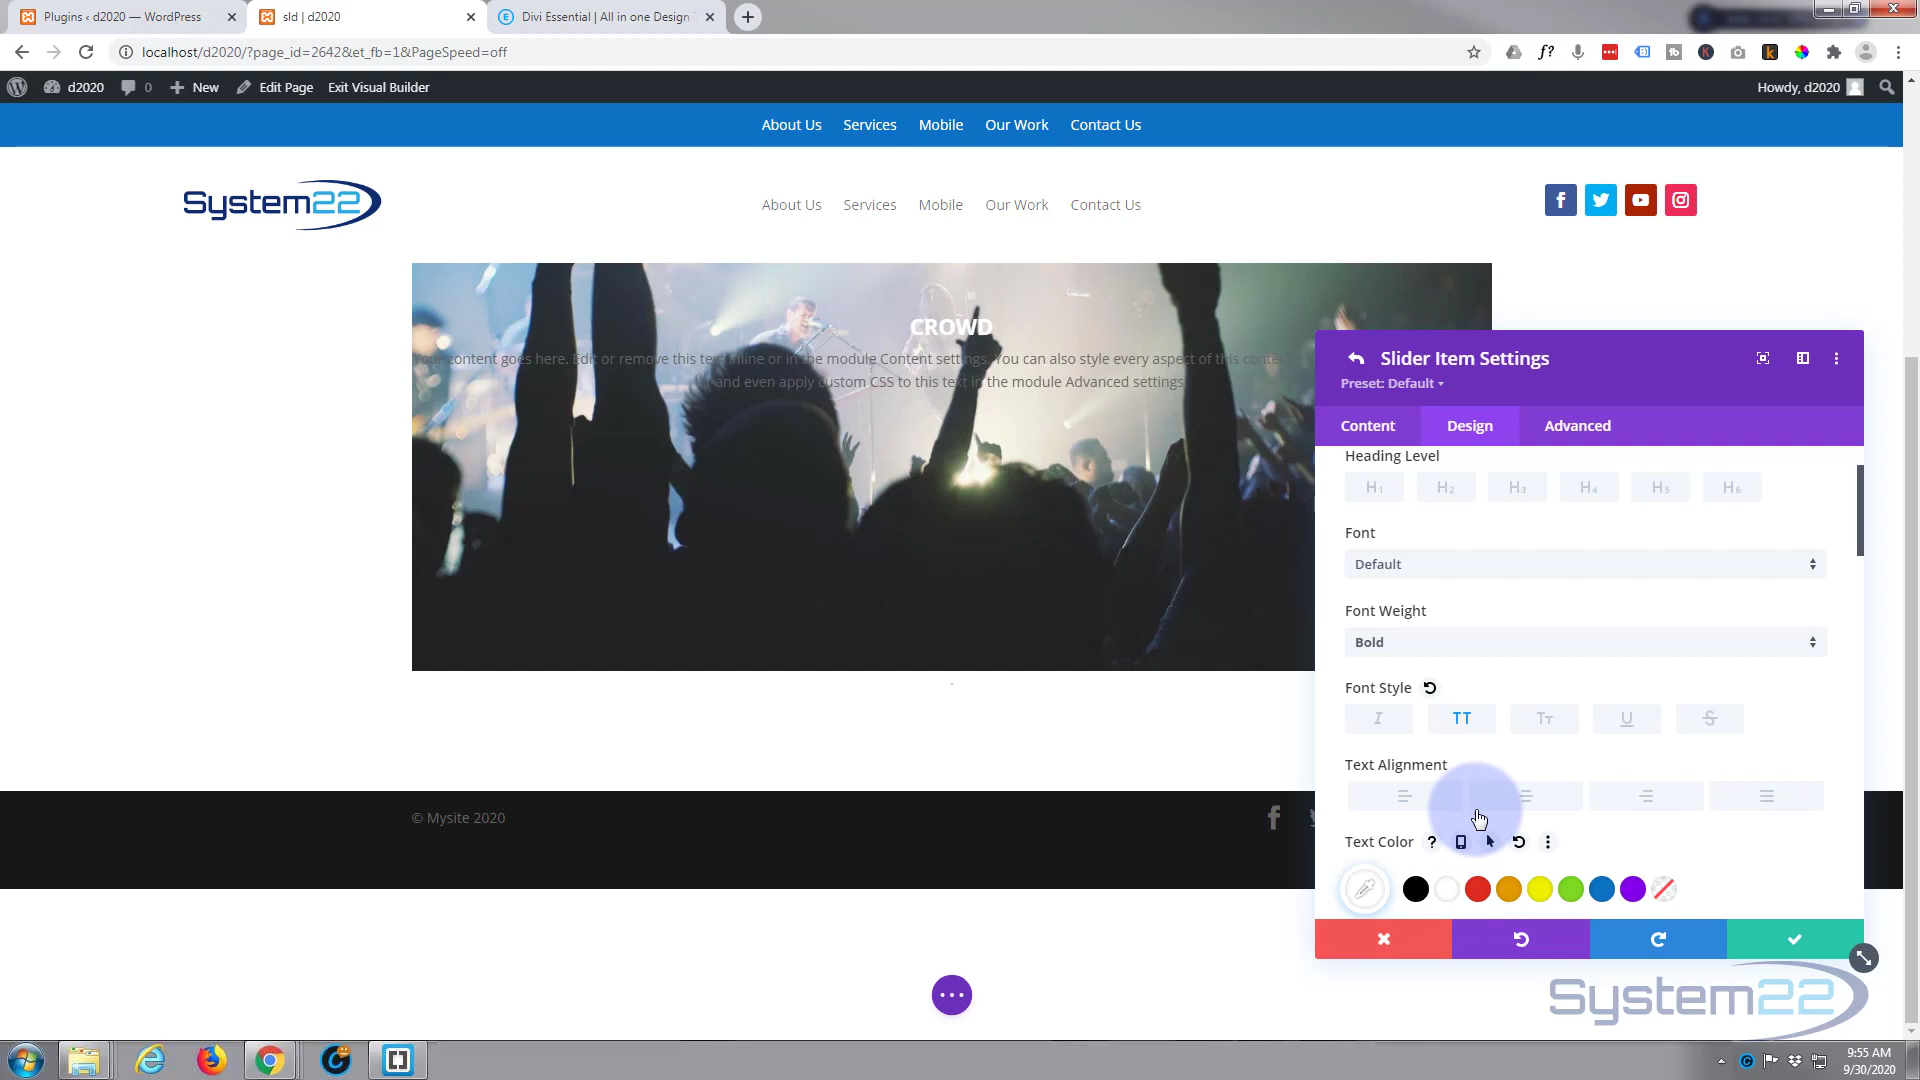 Plugins ‹ d2020 — WordPress
sld | d2020
Divi Essential | All in one Design
localhost/d2020/?page_id=2642&et_fb=1&PageSpeed=off
d2020 0 New Edit Page Exit Visual Builder Howdy, d2020
About Us Services Mobile Our Work Contact Us
System22
About Us Services Mobile Our Work Contact Us
CROWD
Your content goes here. Edit or remove this text inline or in the module Content settings. You can also style every aspect of this
and even apply custom CSS to this text in the module Advanced settings.
Slider Item Settings
Preset: Default
Content Design Advanced
Heading Level
H1 H2 H3 H4 H5 H6
Font
Default
Font Weight
Bold
Font Style
I TT Tт U S
Text Alignment
Text Color ?
© Mysite 2020
System22
9:55 AM
9/30/2020